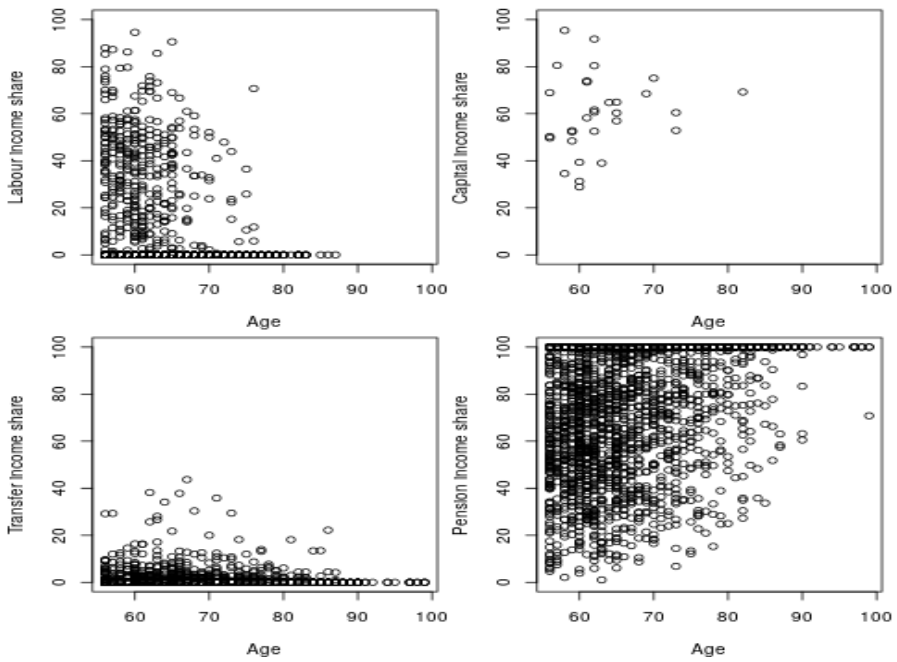 Labour Income share
0 20 40 60 80 100
60 70 80 90 100
Age
Capital Income share
0 20 40 60 80 100
60 70 80 90 100
Age
Transfer Income share
0 20 40 60 80 100
60 70 80 90 100
Age
Pension Income share
0 20 40 60 80 100
60 70 80 90 100
Age